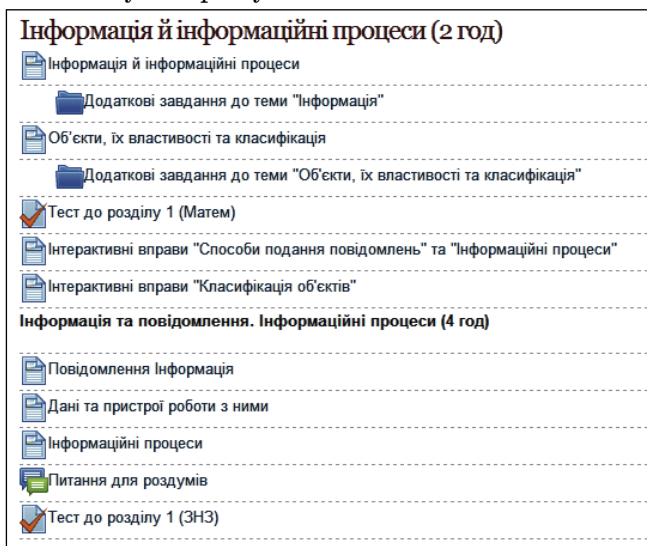 Інформація й інформаційні процеси (2 год)
Інформація й інформаційні процеси
Додаткові завдання до теми "Інформація"
Об'єкти, їх властивості та класифікація
Додаткові завдання до теми "Об'єкти, їх властивості та класифікація"
Тест до розділу 1 (Матем)
Інтерактивні вправи "Способи подання повідомлень" та "Інформаційні процеси"
Інтерактивні вправи "Класифікація об'єктів"
Інформація та повідомлення. Інформаційні процеси (4 год)
Повідомлення Інформація
Дані та пристрої роботи з ними
Інформаційні процеси
Питання для роздумів
Тест до розділу 1 (ЗНЗ)